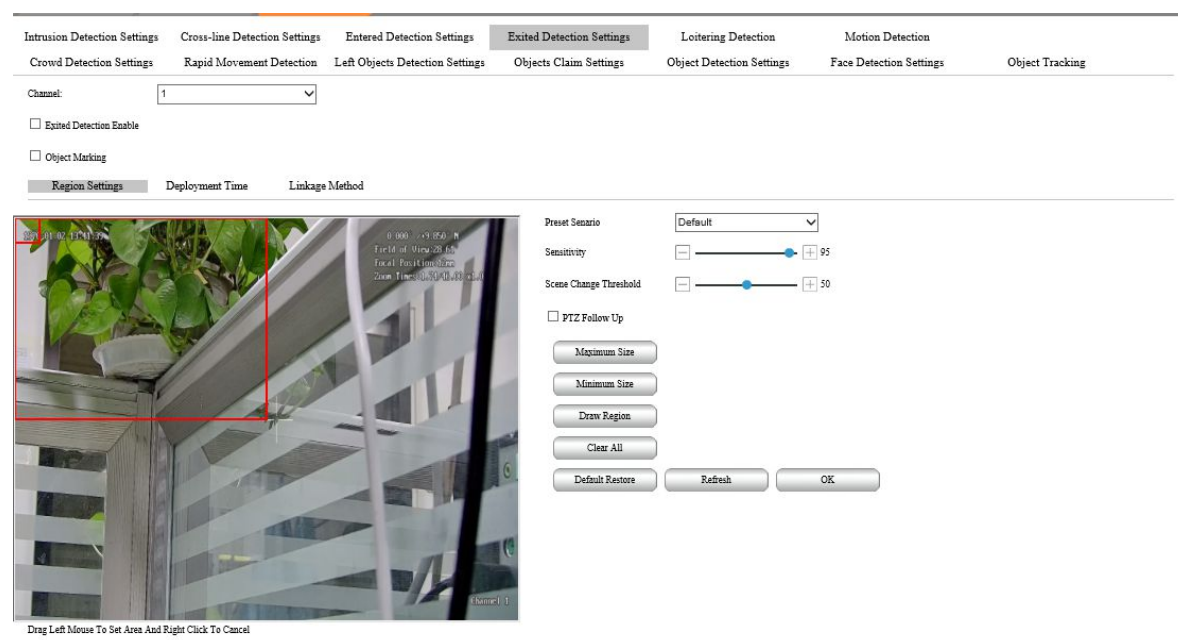 Intrusion Detection Settings Cross-line Detection Settings Entered Detection Settings Exited Detection Settings Loitering Detection Motion Detection
Crowd Detection Settings Rapid Movement Detection Left Objects Detection Settings Objects Claim Settings Object Detection Settings Face Detection Settings Object Tracking
Channel: 1
Exited Detection Enable
Object Marking
Region Settings Deployment Time Linkage Method
Preset Senario Default
Field of View:28.6
Sensitivity 95
Scene Change Threshold 50
PTZ Follow Up
Maximum Size
Minimum Size
Draw Region
Clear All
Default Restore Refresh OK
Channel 1
Drag Left Mouse To Set Area And Right Click To Cancel